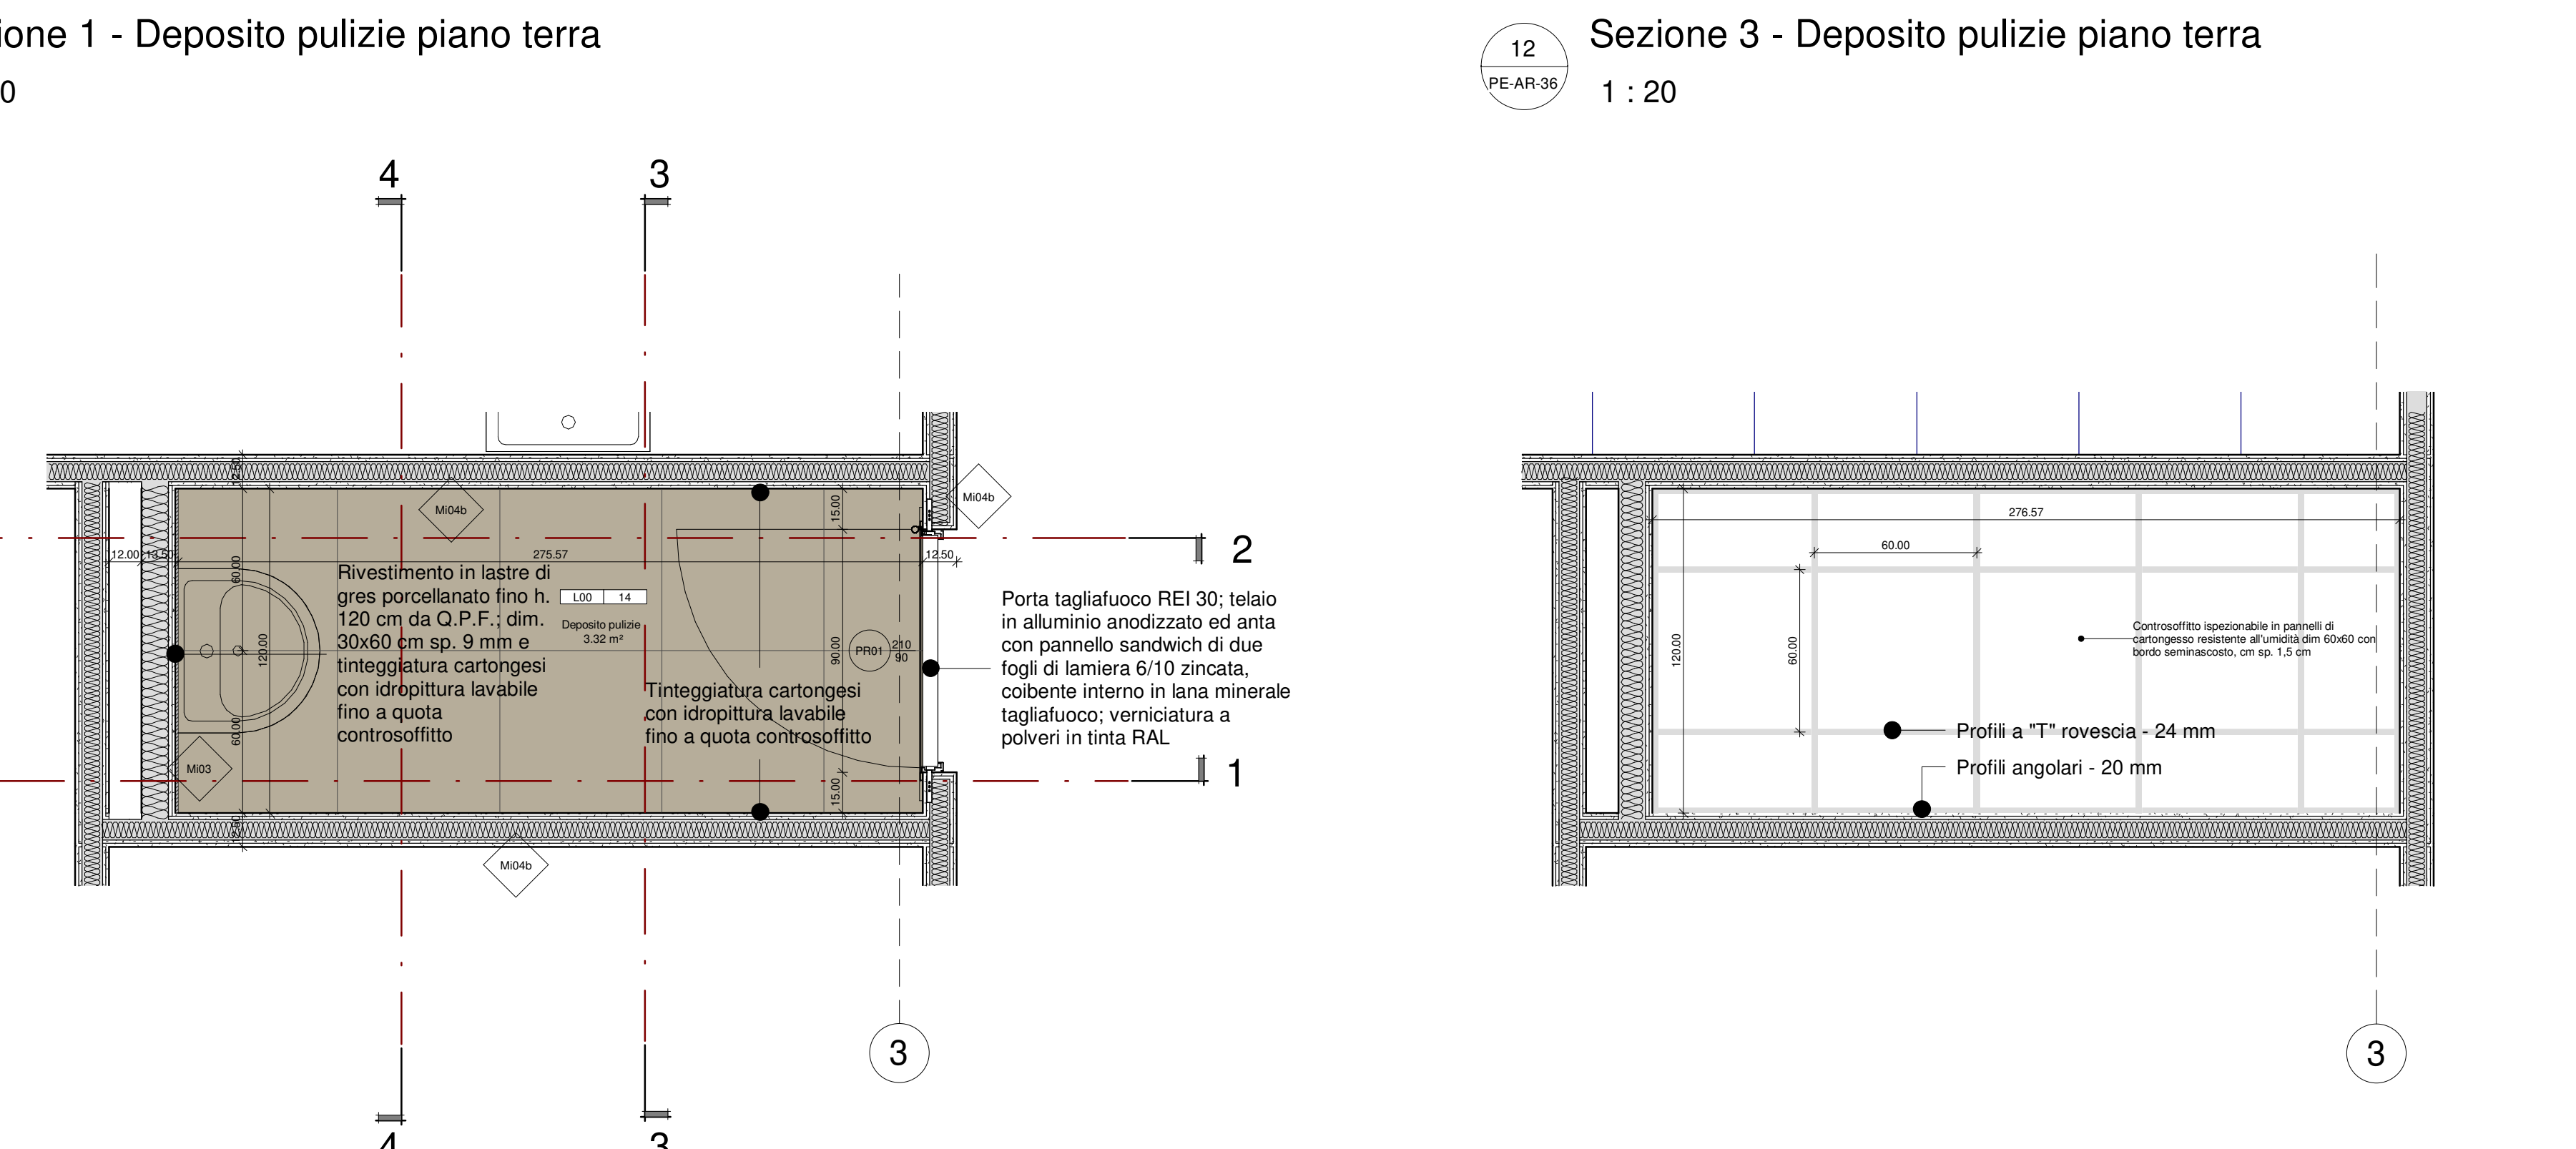 ione 1 - Deposito pulizie piano terra
0
12
PE-AR-36
Sezione 3 - Deposito pulizie piano terra
1 : 20
4
3
12.50
Mi04b
15.00
Mi04b
2
12.00
13.50
275.57
12.50
60.00
120.00
60.00
Rivestimento in lastre di
gres porcellanato fino h.
120 cm da Q.P.F.; dim.
30x60 cm sp. 9 mm e
tinteggiatura cartongesi
con idropittura lavabile
fino a quota
controsoffitto
L00
14
Deposito pulizie
3.32 m²
90.00
PR01
210
90
Tinteggiatura cartongesi
con idropittura lavabile
fino a quota controsoffitto
Porta tagliafuoco REI 30; telaio
in alluminio anodizzato ed anta
con pannello sandwich di due
fogli di lamiera 6/10 zincata,
coibente interno in lana minerale
tagliafuoco; verniciatura a
polveri in tinta RAL
Mi03
15.00
1
12.50
Mi04b
3
4
3
276.57
60.00
120.00
60.00
Controsoffitto ispezionabile in pannelli di
cartongesso resistente all'umidità dim 60x60 con
bordo seminascosto, cm sp. 1,5 cm
Profili a "T" rovescia - 24 mm
Profili angolari - 20 mm
3